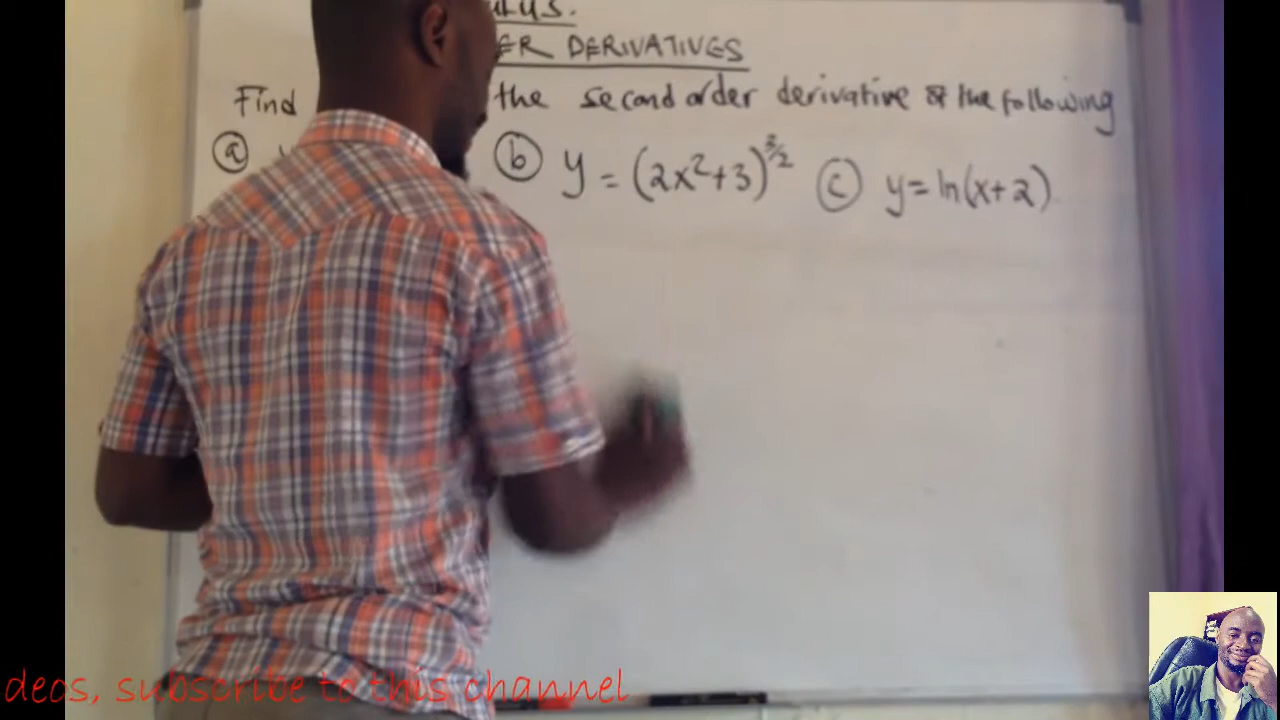 ER DERIVATIVES
Find the second order derivative of the following
(a) (b) y = (2x²+3)^{3/2} (c) y = ln(x+2)
deos, subscribe to this channel